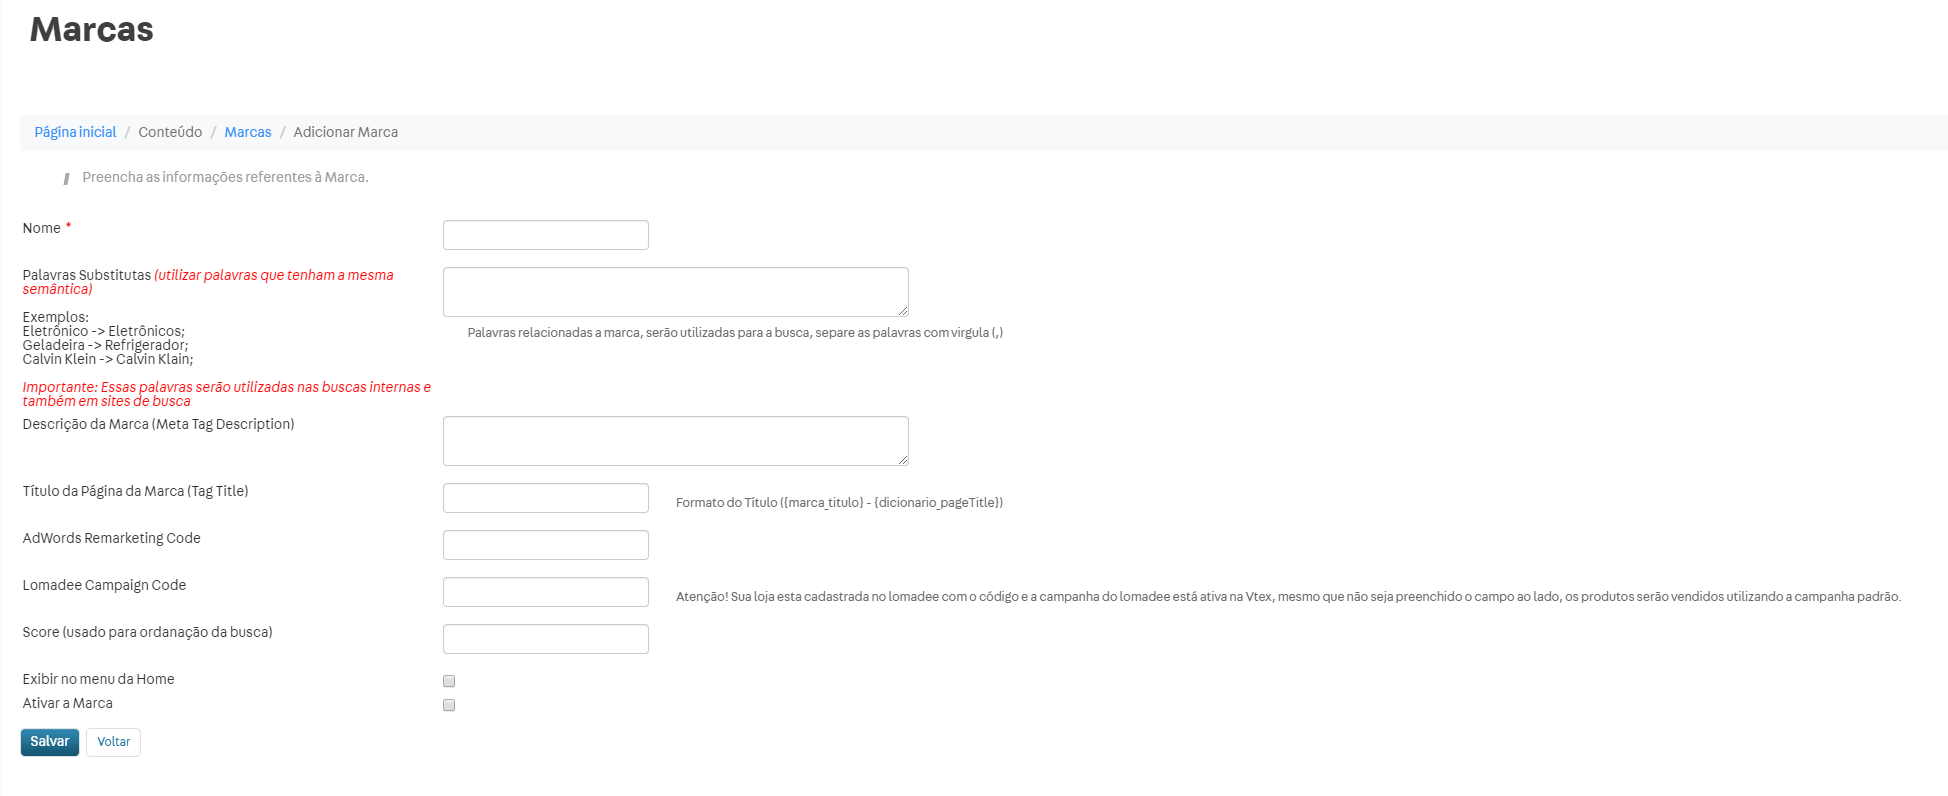 Marcas
Página inicial / Conteúdo / Marcas / Adicionar Marca
Preencha as informações referentes à Marca.
Nome *
Palavras Substitutas (utilizar palavras que tenham a mesma
semântica)
Exemplos:
Eletrônico -> Eletrônicos;
Geladeira -> Refrigerador;
Calvin Klein -> Calvin Klain;
Importante: Essas palavras serão utilizadas nas buscas internas e
também em sites de busca
Palavras relacionadas a marca, serão utilizadas para a busca, separe as palavras com virgula (,)
Descrição da Marca (Meta Tag Description)
Título da Página da Marca (Tag Title)
Formato do Título ({marca_titulo} - {dicionario_pageTitle})
AdWords Remarketing Code
Lomadee Campaign Code
Atenção! Sua loja esta cadastrada no lomadee com o código e a campanha do lomadee está ativa na Vtex, mesmo que não seja preenchido o campo ao lado, os produtos serão vendidos utilizando a campanha padrão.
Score (usado para ordanação da busca)
Exibir no menu da Home
Ativar a Marca
Salvar Voltar